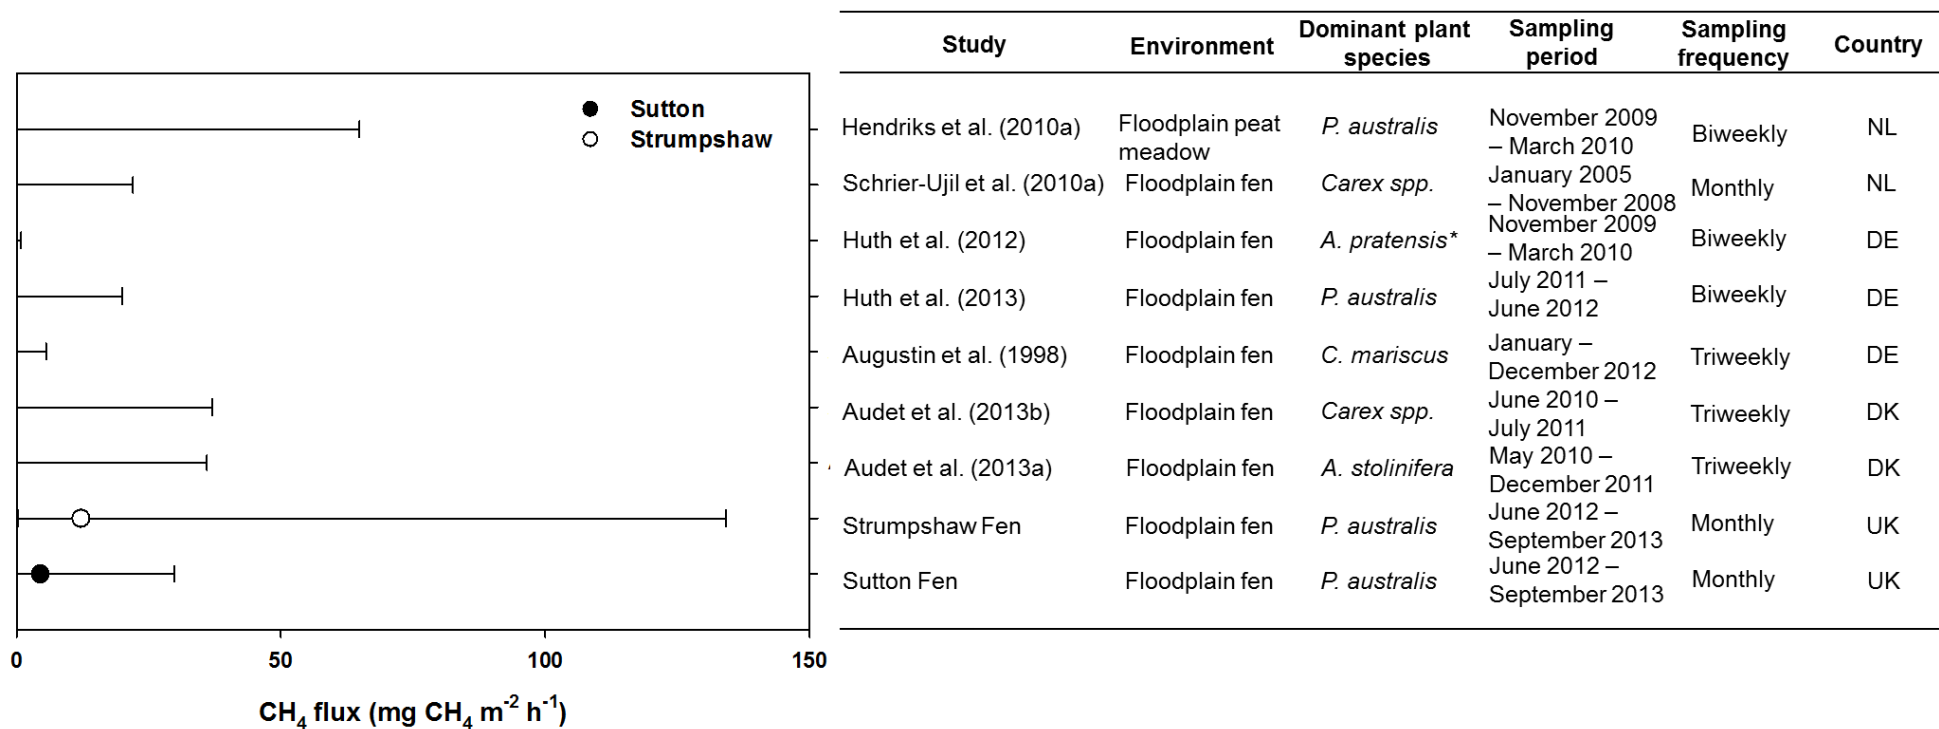 Study Environment Dominant plant species Sampling period Sampling frequency Country
Sutton
Strumpshaw
Hendriks et al. (2010a) Floodplain peat meadow P. australis November 2009 – March 2010 Biweekly NL
Schrier-Ujil et al. (2010a) Floodplain fen Carex spp. January 2005 – November 2008 Monthly NL
Huth et al. (2012) Floodplain fen A. pratensis* November 2009 – March 2010 Biweekly DE
Huth et al. (2013) Floodplain fen P. australis July 2011 – June 2012 Biweekly DE
Augustin et al. (1998) Floodplain fen C. mariscus January – December 2012 Triweekly DE
Audet et al. (2013b) Floodplain fen Carex spp. June 2010 – July 2011 Triweekly DK
Audet et al. (2013a) Floodplain fen A. stolinifera May 2010 – December 2011 Triweekly DK
Strumpshaw Fen Floodplain fen P. australis June 2012 – September 2013 Monthly UK
Sutton Fen Floodplain fen P. australis June 2012 – September 2013 Monthly UK
0 50 100 150
CH4 flux (mg CH4 m-2 h-1)